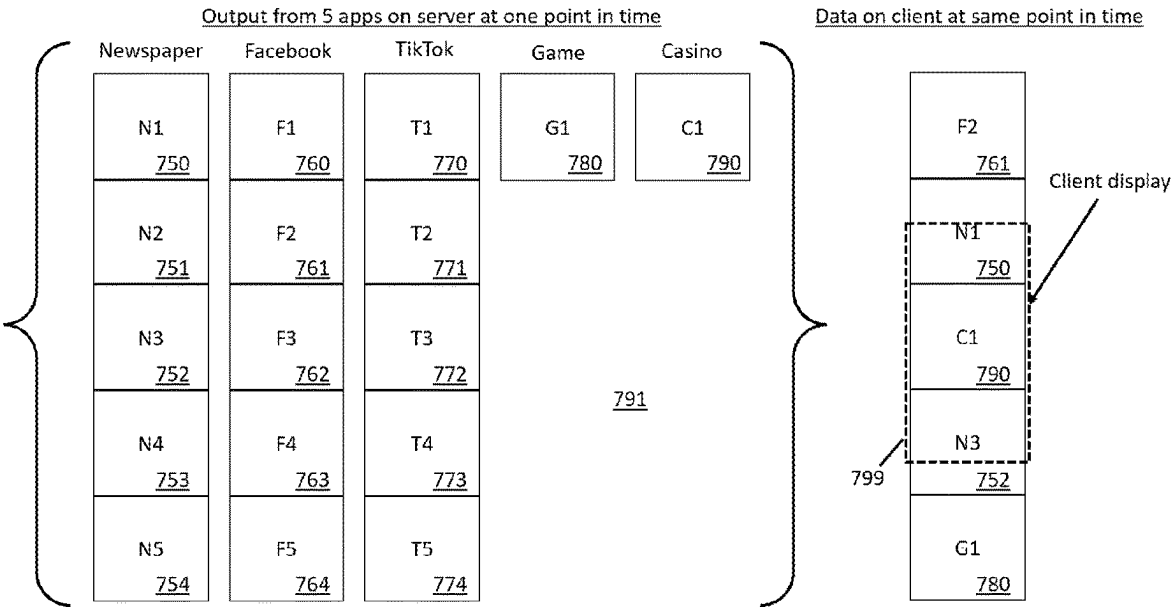 Output from 5 apps on server at one point in time
Data on client at same point in time
Newspaper Facebook TikTok Game Casino
N1 F1 T1 G1 C1 F2
750 760 770 780 790 761
Client display
N2 F2 T2 N1
751 761 771 750
N3 F3 T3 C1
752 762 772 790
791
N4 F4 T4 N3
753 763 773 799 752
N5 F5 T5 G1
754 764 774 780